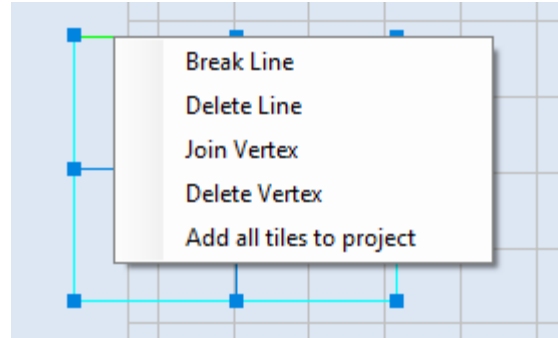 Break Line
Delete Line
Join Vertex
Delete Vertex
Add all tiles to project